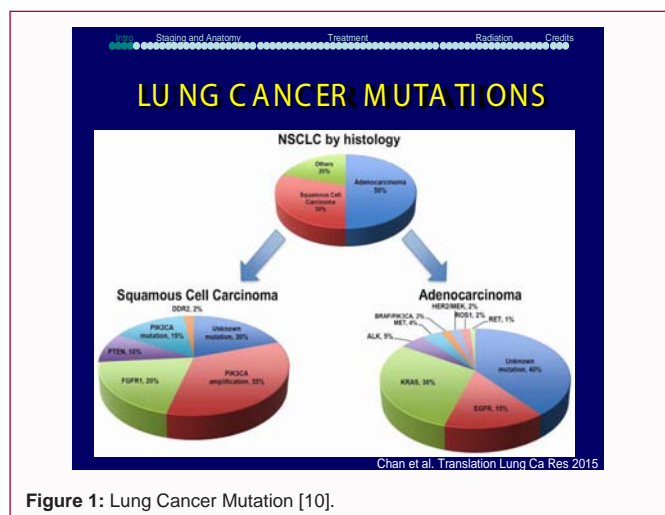 Intro Staging and Anatomy Treatment Radiation Credits
LUNG CANCER MUTATIONS
NSCLC by histology
Others
20%
Adenocarcinoma
50%
Squamous Cell
Carcinoma
30%
Squamous Cell Carcinoma
DDR2, 2%
PIK3CA
mutation, 15%
Unknown
mutation, 20%
PTEN, 10%
FGFR1, 20%
PIK3CA
amplification, 35%
Adenocarcinoma
HER2/MEK, 2%
BRAF/PIK3CA, 2%
ROS1, 2%
MET, 4%
RET, 1%
ALK, 5%
Unknown
mutation, 40%
KRAS, 30%
EGFR, 15%
Chan et al. Translation Lung Ca Res 2015
Figure 1: Lung Cancer Mutation [10].